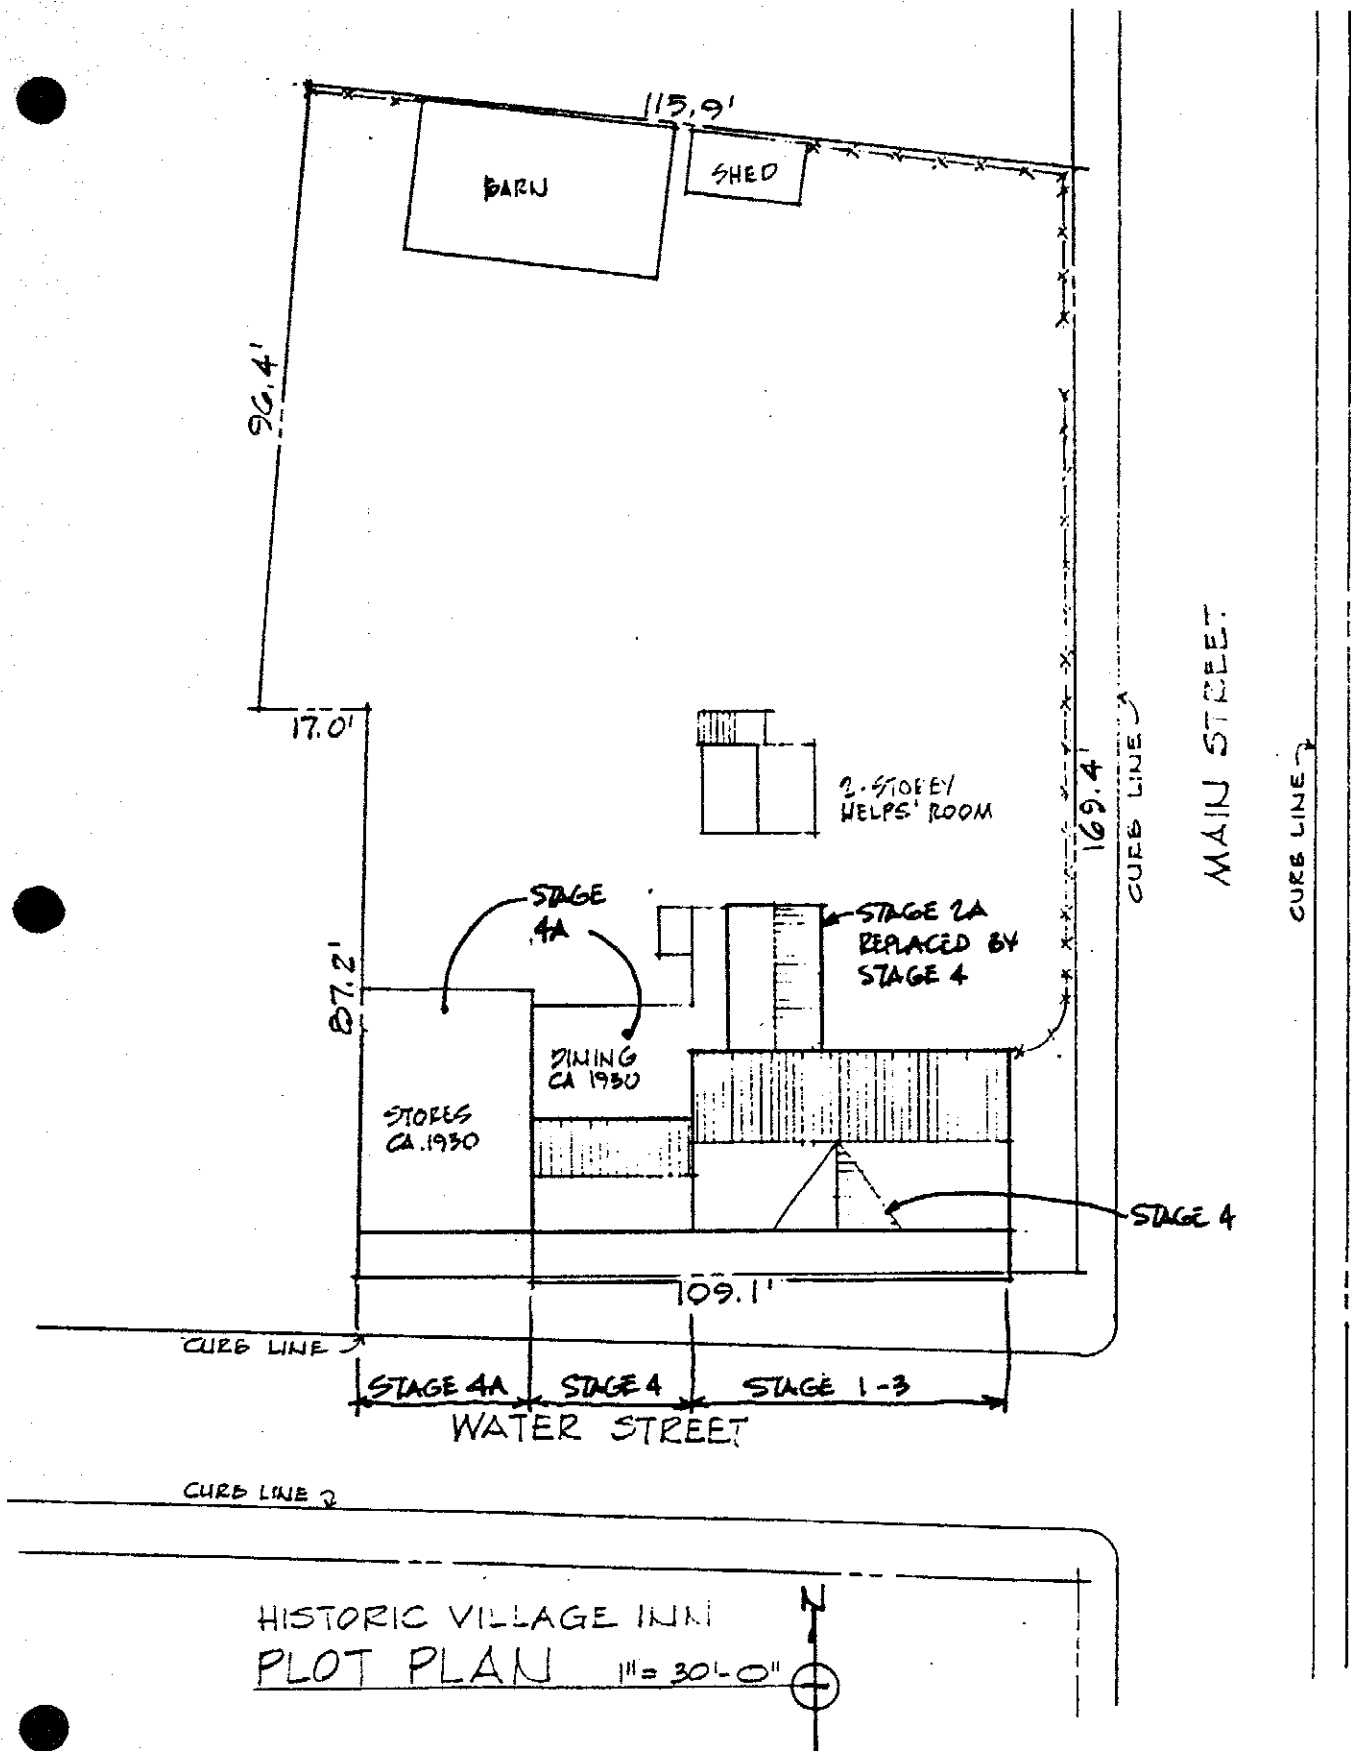 115.9'
BARN
SHED
96.4'
17.0'
2-STOREY
HELPS' ROOM
MAIN STREET
CURB LINE
CURB LINE
169.4'
STAGE
4A
STAGE 2A
REPLACED BY
STAGE 4
87.2'
DINING
CA 1930
STORES
CA. 1930
STAGE 4
109.1'
CURB LINE
STAGE 4A
STAGE 4
STAGE 1-3
WATER STREET
CURB LINE
N
HISTORIC VILLAGE INN
PLOT PLAN 1"= 30'-0"